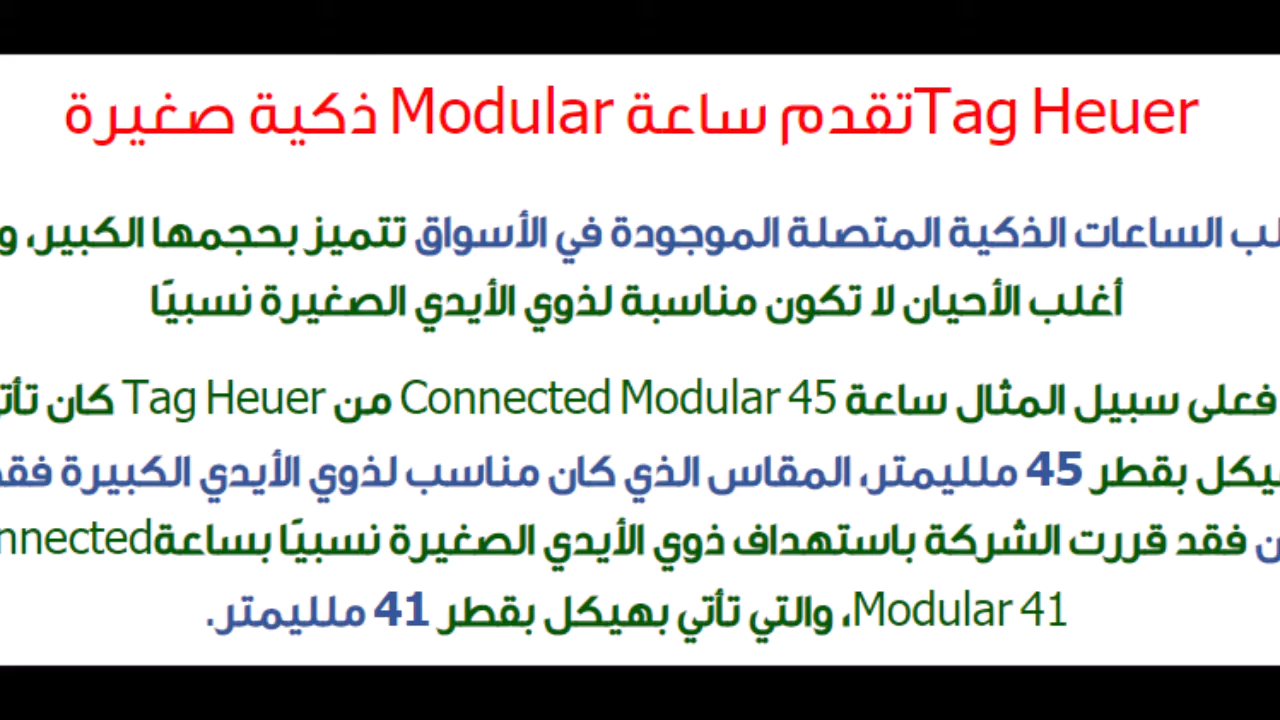 Tag Heuerتقدم ساعة Modular ذكية صغيرة
الساعات الذكية المتصلة الموجودة في الأسواق تتميز بحجمها الكبير، و
أغلب الأحيان لا تكون مناسبة لذوي الأيدي الصغيرة نسبيًا
فعلى سبيل المثال ساعة Connected Modular 45 من Tag Heuer كان
بقطر 45 ملليمتر، المقاس الذي كان مناسب لذوي الأيدي الكبيرة
فقد قررت الشركة باستهداف ذوي الأيدي الصغيرة نسبيًا بساعة
Modular 41، والتي تأتي بهيكل بقطر 41 ملليمتر.